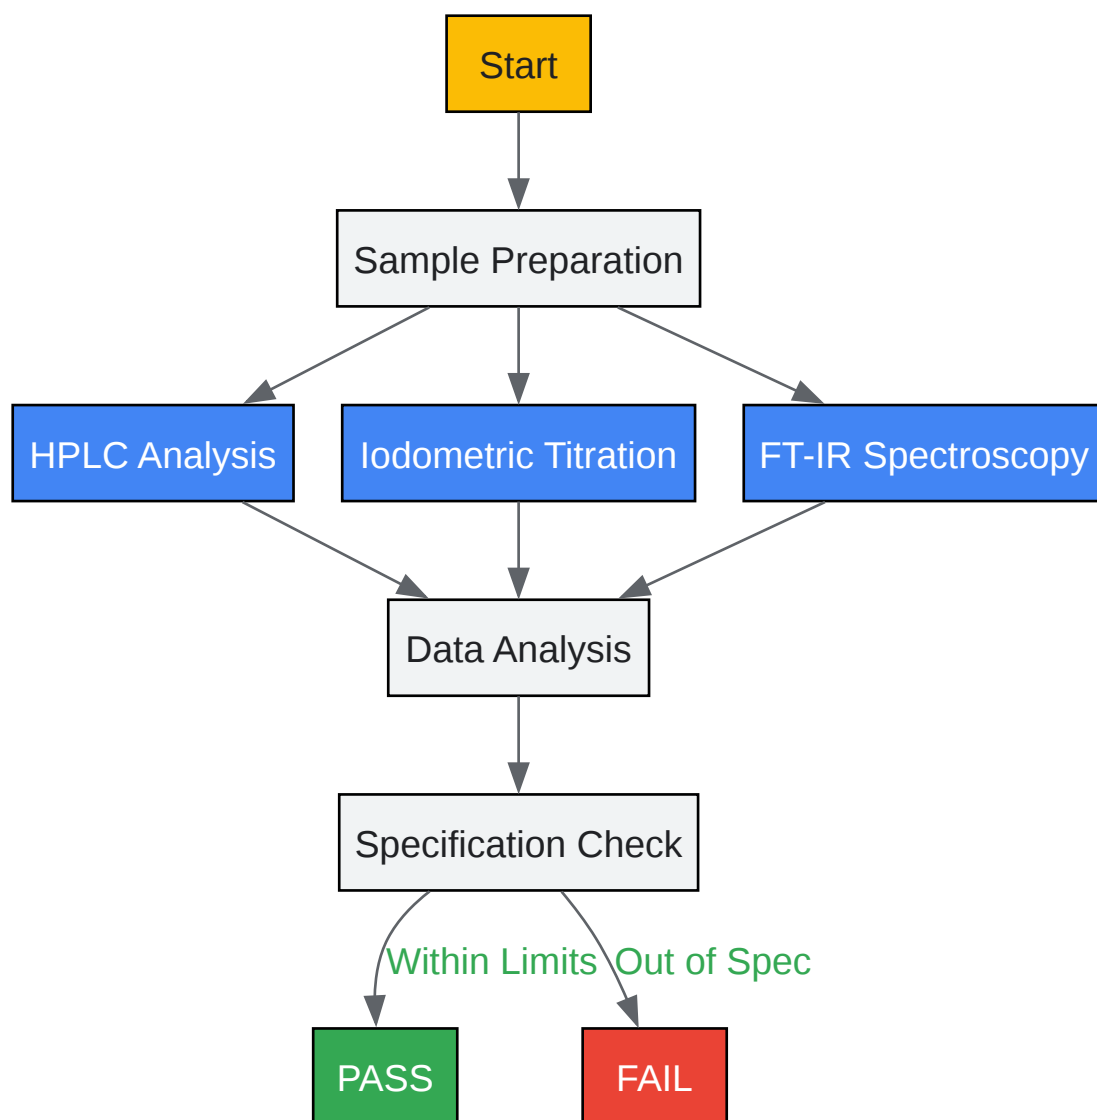 Start
Sample Preparation
HPLC Analysis
Iodometric Titration
FT-IR Spectroscopy
Data Analysis
Specification Check
Within Limits
Out of Spec
PASS
FAIL